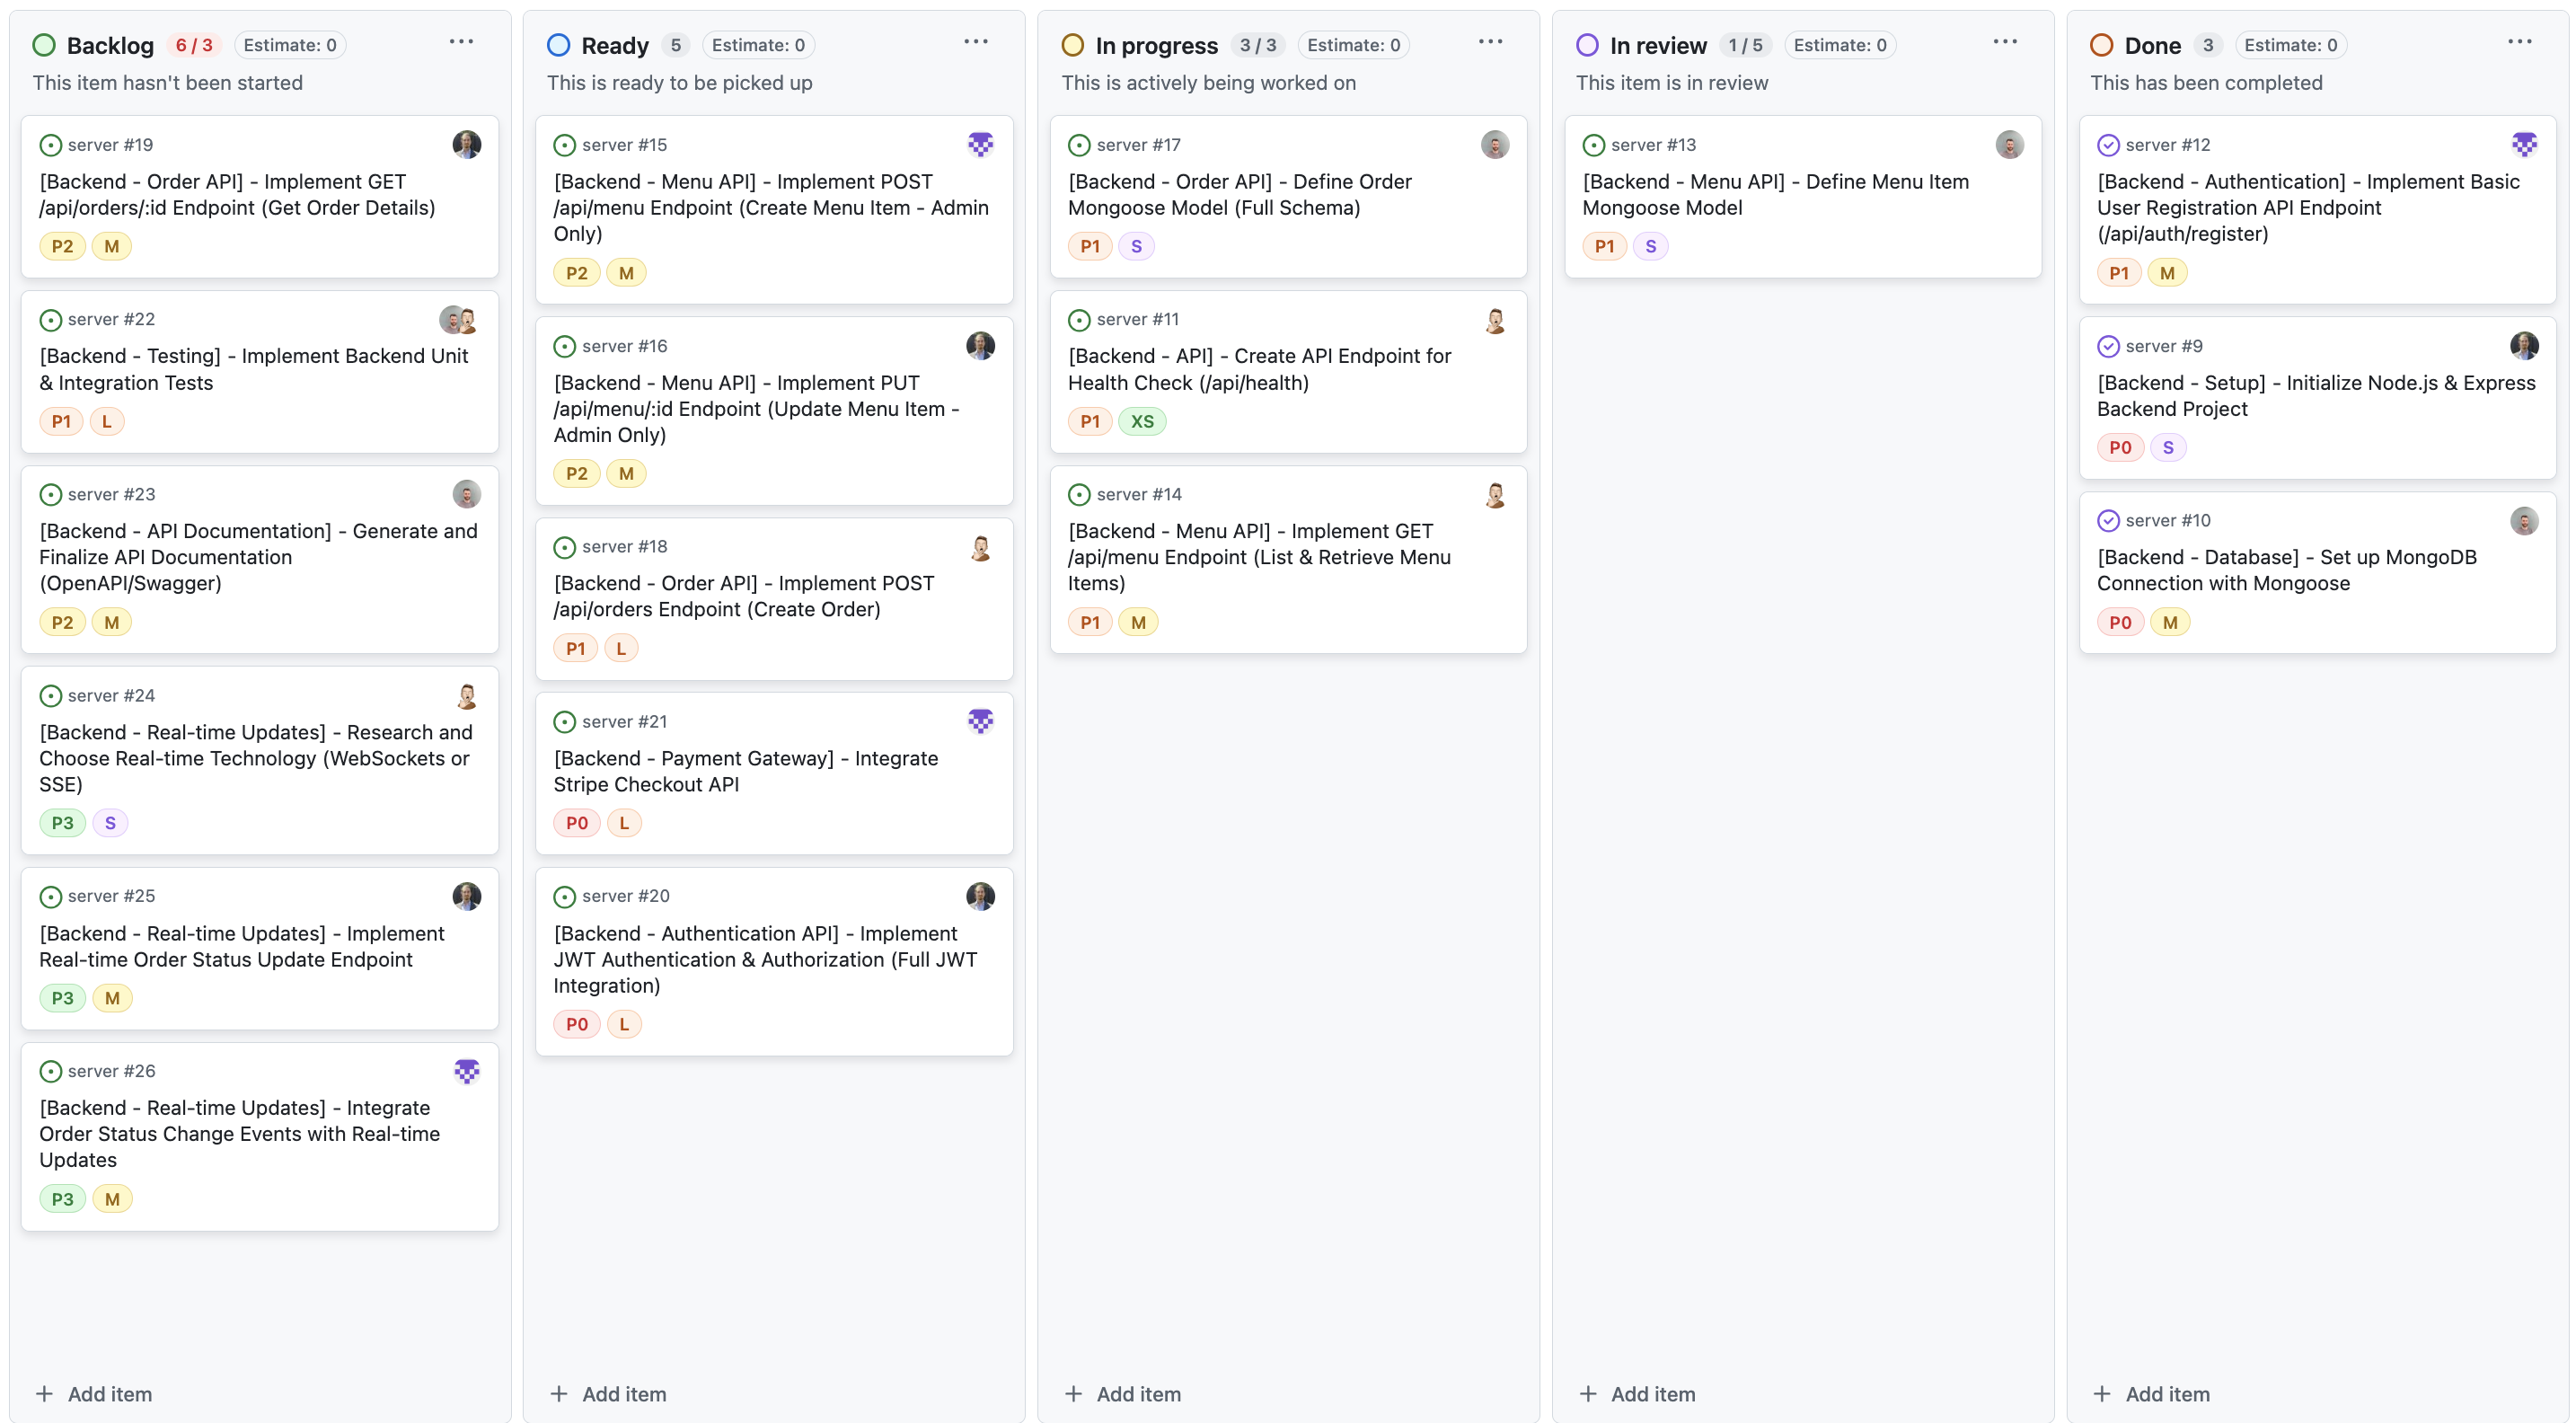 Backlog 6 / 3 Estimate: 0
This item hasn't been started
server #19
[Backend - Order API] - Implement GET
/api/orders/:id Endpoint (Get Order Details)
P2 M
server #22
[Backend - Testing] - Implement Backend Unit
& Integration Tests
P1 L
server #23
[Backend - API Documentation] - Generate and
Finalize API Documentation
(OpenAPI/Swagger)
P2 M
server #24
[Backend - Real-time Updates] - Research and
Choose Real-time Technology (WebSockets or
SSE)
P3 S
server #25
[Backend - Real-time Updates] - Implement
Real-time Order Status Update Endpoint
P3 M
server #26
[Backend - Real-time Updates] - Integrate
Order Status Change Events with Real-time
Updates
P3 M
Add item
Ready 5 Estimate: 0
This is ready to be picked up
server #15
[Backend - Menu API] - Implement POST
/api/menu Endpoint (Create Menu Item - Admin
Only)
P2 M
server #16
[Backend - Menu API] - Implement PUT
/api/menu/:id Endpoint (Update Menu Item -
Admin Only)
P2 M
server #18
[Backend - Order API] - Implement POST
/api/orders Endpoint (Create Order)
P1 L
server #21
[Backend - Payment Gateway] - Integrate
Stripe Checkout API
P0 L
server #20
[Backend - Authentication API] - Implement
JWT Authentication & Authorization (Full JWT
Integration)
P0 L
Add item
In progress 3 / 3 Estimate: 0
This is actively being worked on
server #17
[Backend - Order API] - Define Order
Mongoose Model (Full Schema)
P1 S
server #11
[Backend - API] - Create API Endpoint for
Health Check (/api/health)
P1 XS
server #14
[Backend - Menu API] - Implement GET
/api/menu Endpoint (List & Retrieve Menu
Items)
P1 M
Add item
In review 1 / 5 Estimate: 0
This item is in review
server #13
[Backend - Menu API] - Define Menu Item
Mongoose Model
P1 S
Add item
Done 3 Estimate: 0
This has been completed
server #12
[Backend - Authentication] - Implement Basic
User Registration API Endpoint
(/api/auth/register)
P1 M
server #9
[Backend - Setup] - Initialize Node.js & Express
Backend Project
P0 S
server #10
[Backend - Database] - Set up MongoDB
Connection with Mongoose
P0 M
Add item